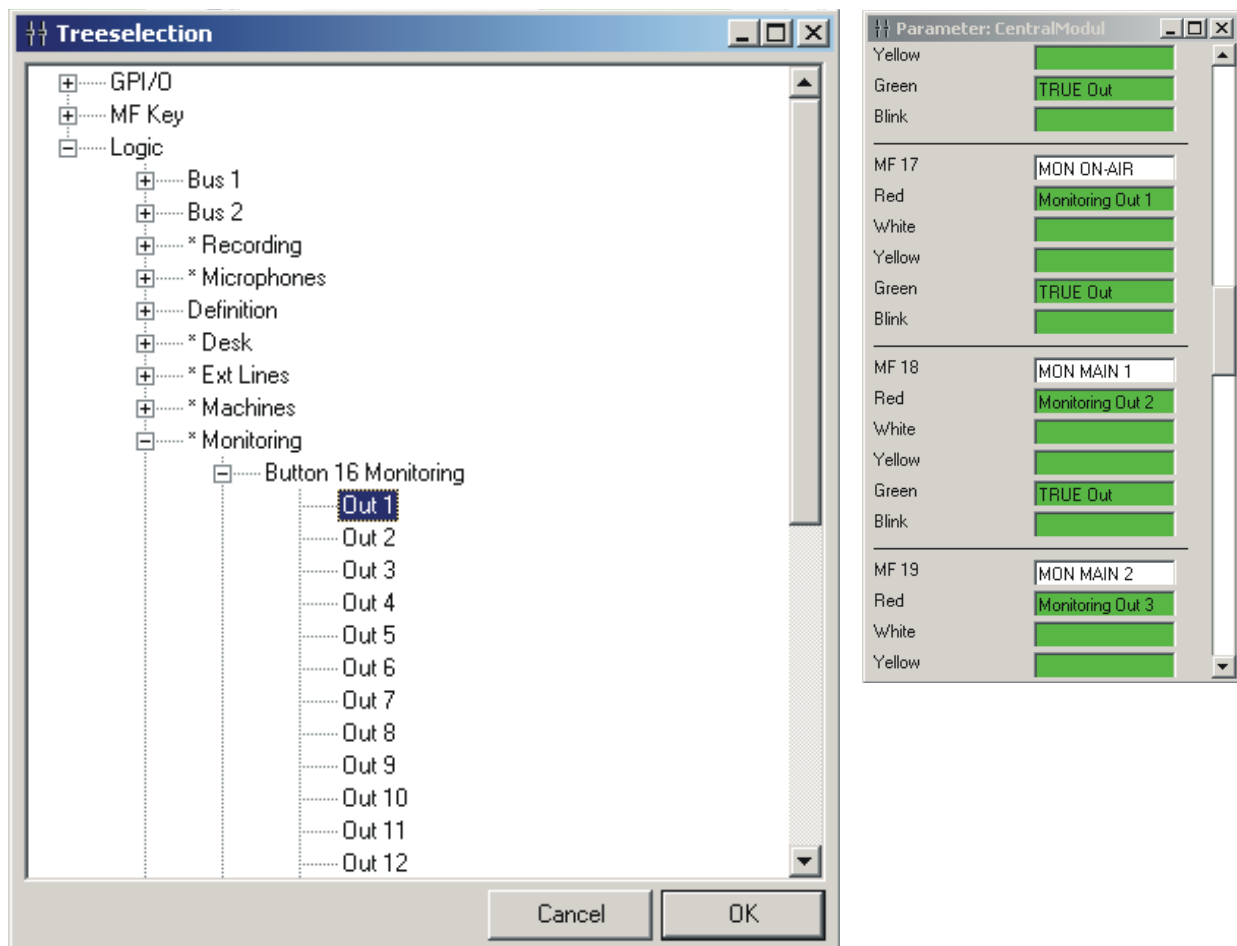 Treeselection
GPI/O
MF Key
Logic
Bus 1
Bus 2
* Recording
* Microphones
Definition
* Desk
* Ext Lines
* Machines
* Monitoring
Button 16 Monitoring
Out 1
Out 2
Out 3
Out 4
Out 5
Out 6
Out 7
Out 8
Out 9
Out 10
Out 11
Out 12
Cancel OK
Parameter: CentralModul
Yellow
Green TRUE Out
Blink
MF 17 MON ON-AIR
Red Monitoring Out 1
White
Yellow
Green TRUE Out
Blink
MF 18 MON MAIN 1
Red Monitoring Out 2
White
Yellow
Green TRUE Out
Blink
MF 19 MON MAIN 2
Red Monitoring Out 3
White
Yellow